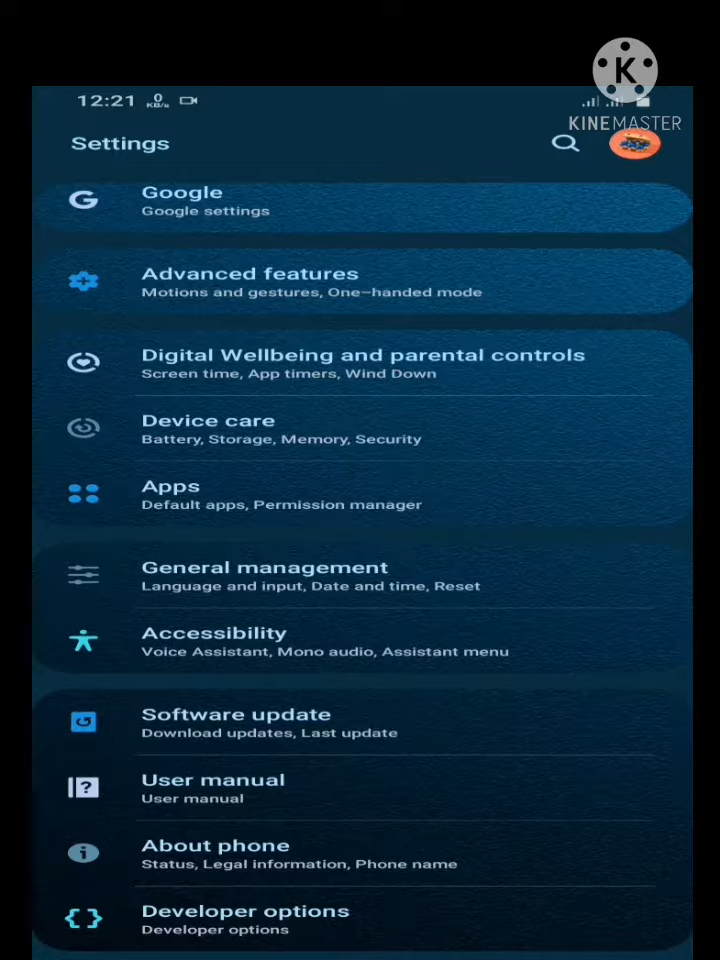 K
KINEMASTER
12:21 0 KB/s
Settings
Google
Google settings
Advanced features
Motions and gestures, One-handed mode
Digital Wellbeing and parental controls
Screen time, App timers, Wind Down
Device care
Battery, Storage, Memory, Security
Apps
Default apps, Permission manager
General management
Language and input, Date and time, Reset
Accessibility
Voice Assistant, Mono audio, Assistant menu
Software update
Download updates, Last update
User manual
User manual
About phone
Status, Legal information, Phone name
Developer options
Developer options